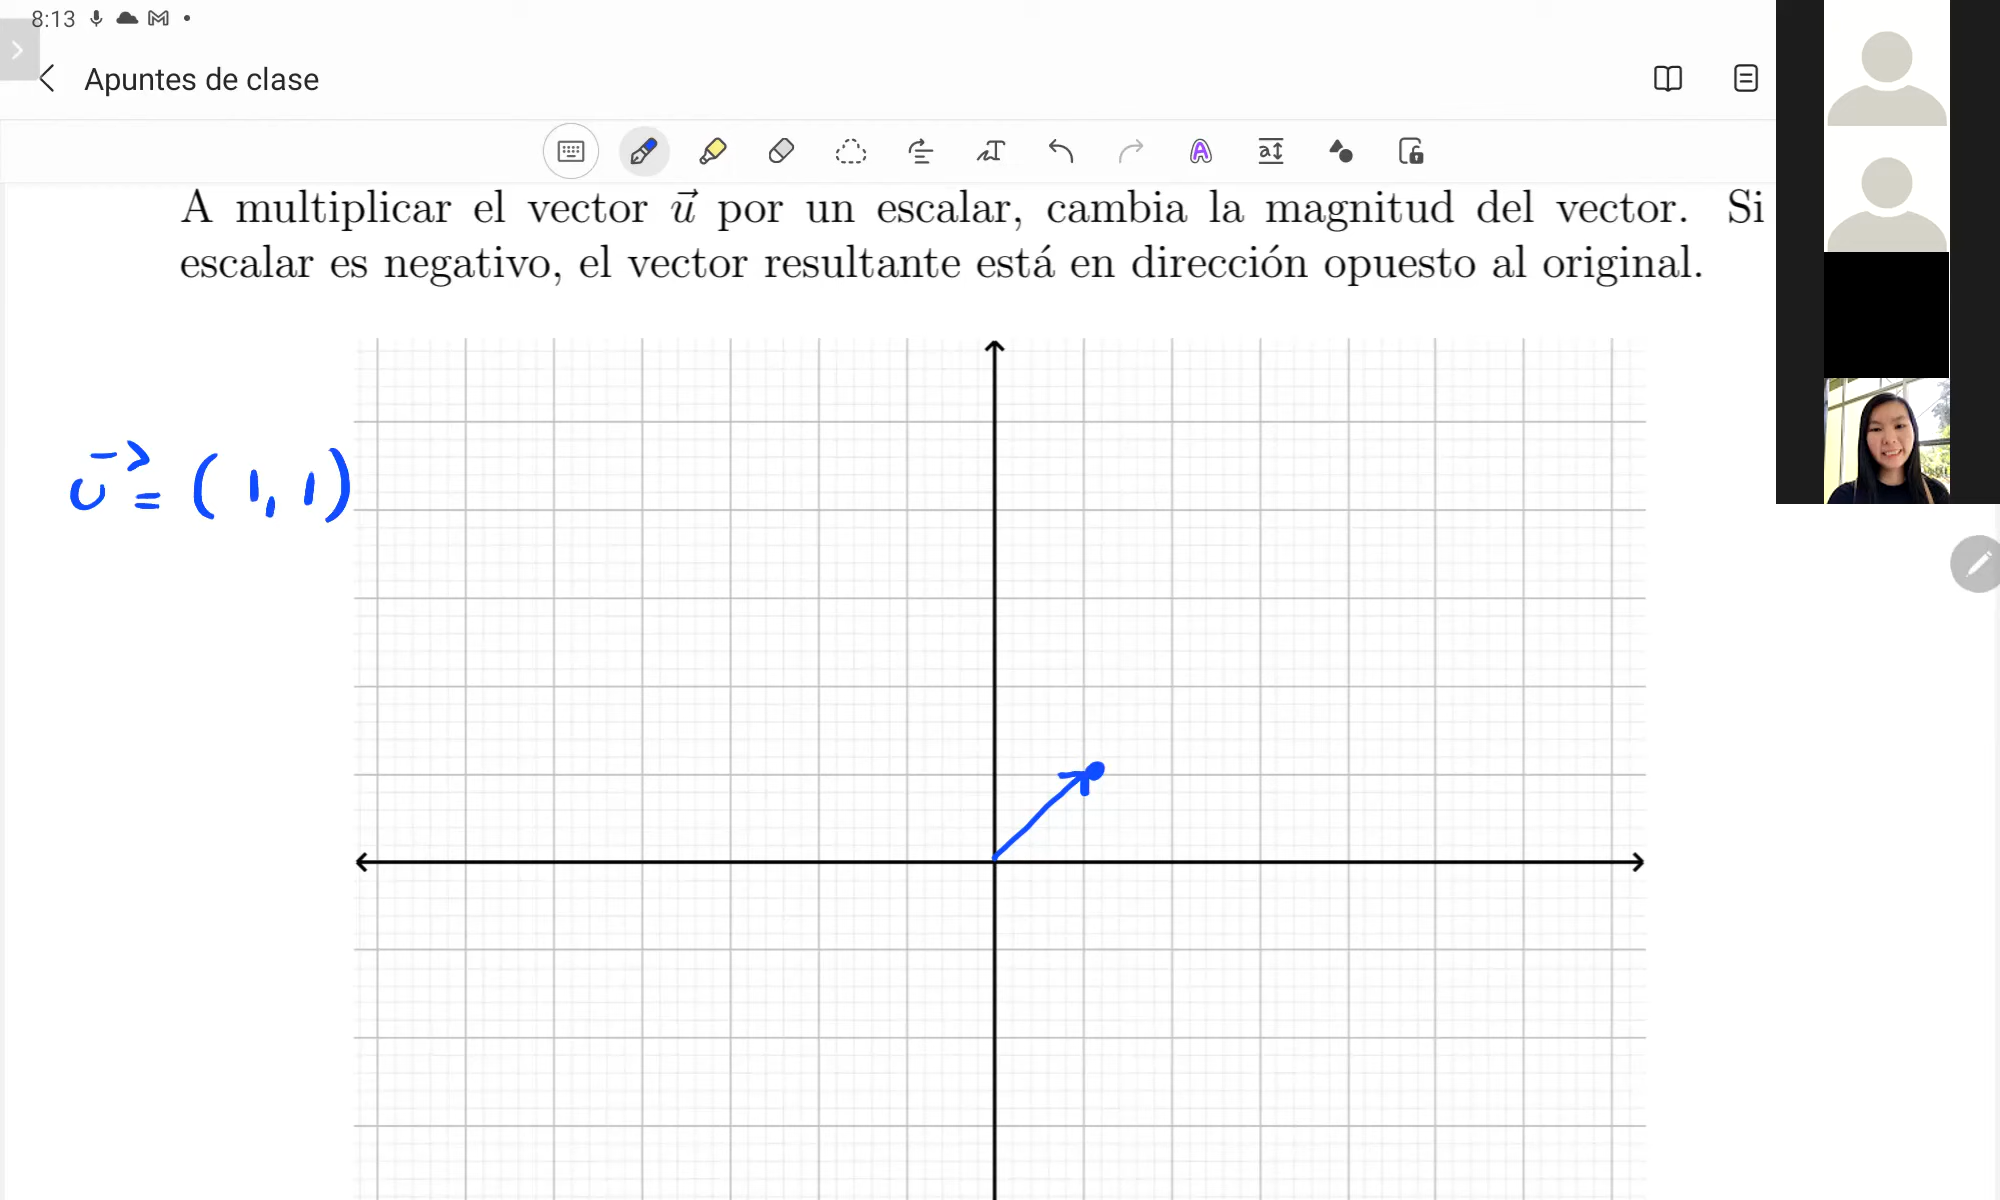 8:13
Apuntes de clase
A multiplicar el vector u⃗ por un escalar, cambia la magnitud del vector. Si
escalar es negativo, el vector resultante está en dirección opuesto al original.
u⃗ = (1, 1)